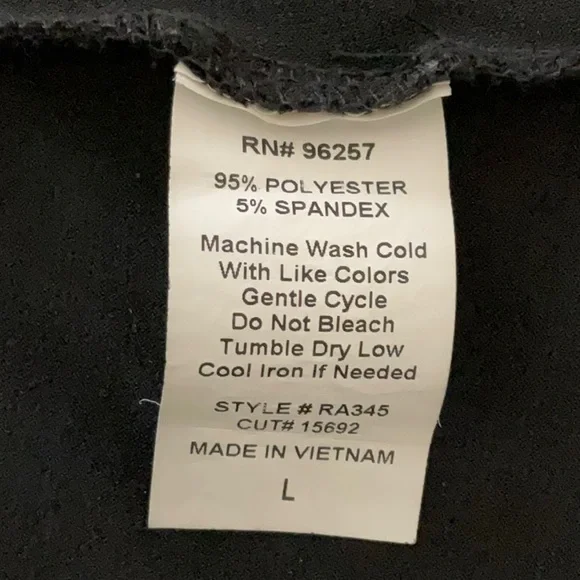 RN# 96257
95% POLYESTER
5% SPANDEX
Machine Wash Cold
With Like Colors
Gentle Cycle
Do Not Bleach
Tumble Dry Low
Cool Iron If Needed
STYLE # RA345
CUT# 15692
MADE IN VIETNAM
L